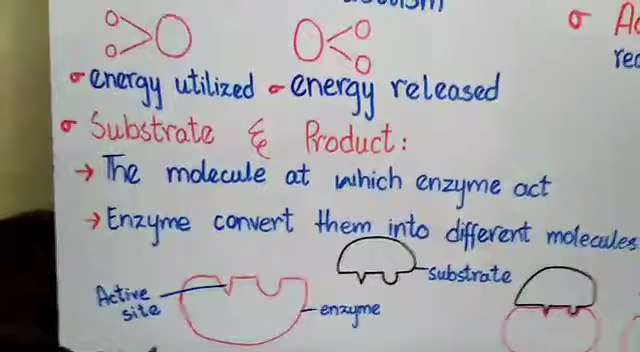 energy utilized energy released
Substrate & Product:
→ The molecule at which enzyme act
→ Enzyme convert them into different molecules
substrate
Active
site
enzyme